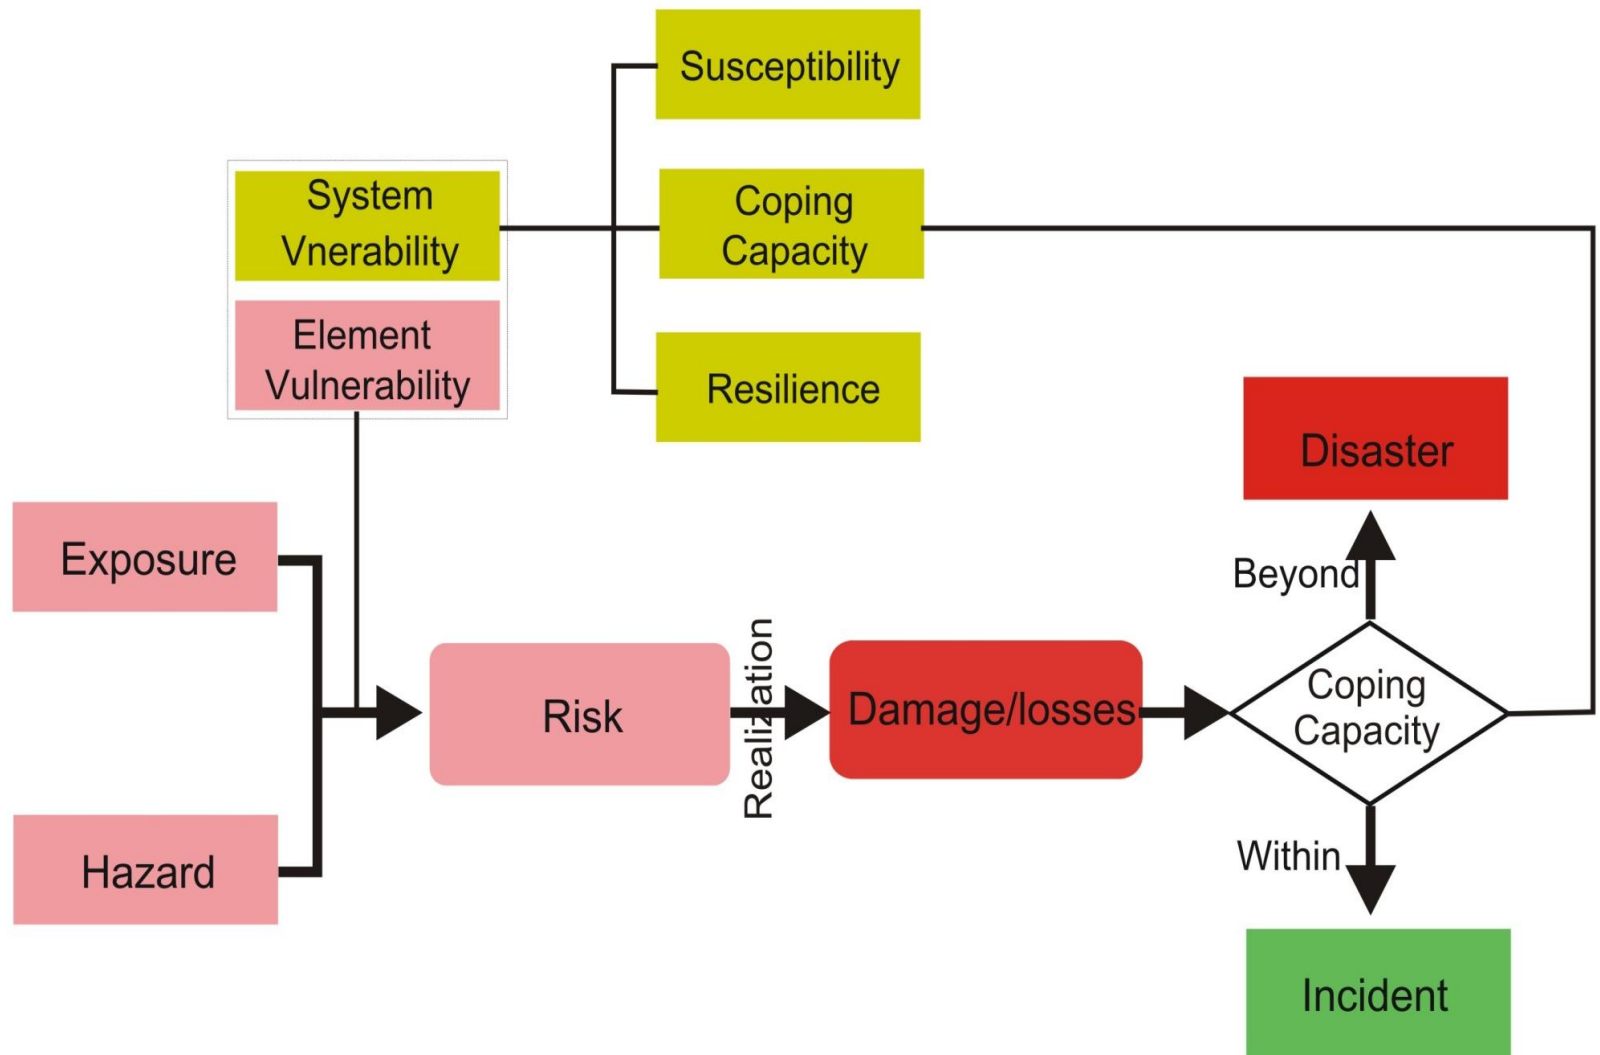 Susceptibility
System
Vnerability
Coping
Capacity
Element
Vulnerability
Resilience
Disaster
Exposure
Beyond
Realization
Risk
Damage/losses
Coping
Capacity
Hazard
Within
Incident